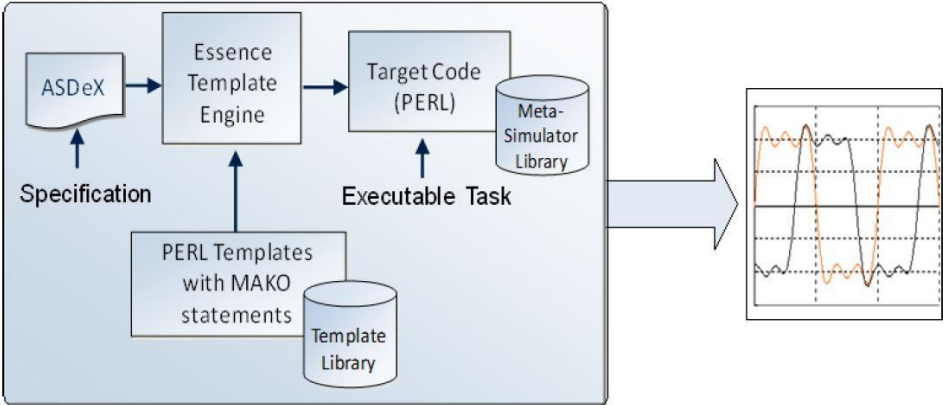 ASDeX
Specification
Essence
Template
Engine
Target Code
(PERL)
Meta-
Simulator
Library
Executable Task
PERL Templates
with MAKO
statements
Template
Library